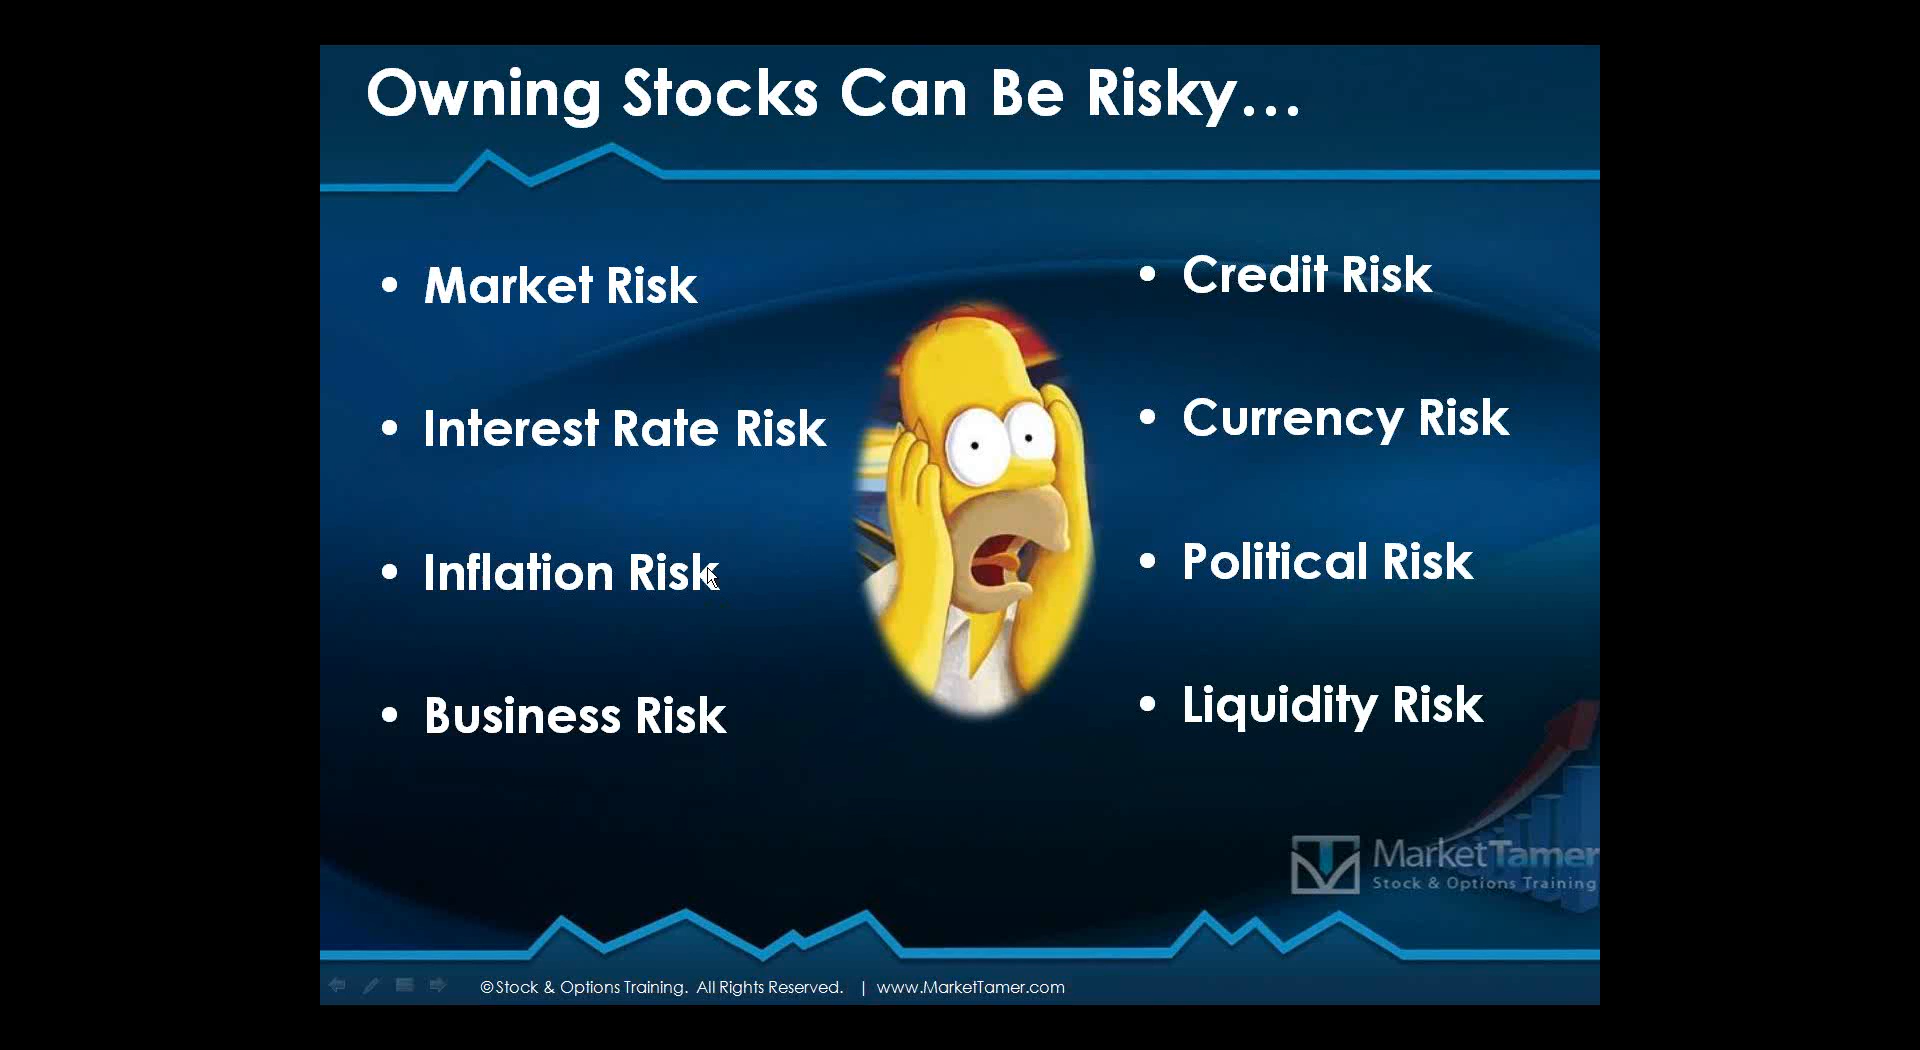 Owning Stocks Can Be Risky...
• Market Risk
• Interest Rate Risk
• Inflation Risk
• Business Risk
• Credit Risk
• Currency Risk
• Political Risk
• Liquidity Risk
MarketTamer
Stock & Options Training
©Stock & Options Training. All Rights Reserved. | www.MarketTamer.com